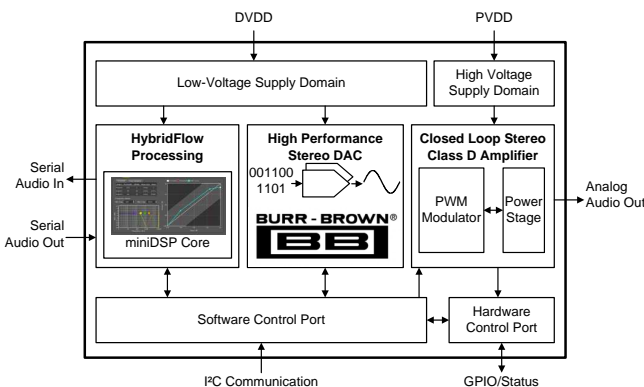 DVDD
PVDD
Low-Voltage Supply Domain
High Voltage
Supply Domain
HybridFlow
Processing
High Performance
Stereo DAC
Closed Loop Stereo
Class D Amplifier
Serial
Audio In
Serial
Audio Out
miniDSP Core
001100
1101
BURR - BROWN®
BB
PWM
Modulator
Power
Stage
Analog
Audio Out
Software Control Port
Hardware
Control Port
I²C Communication
GPIO/Status